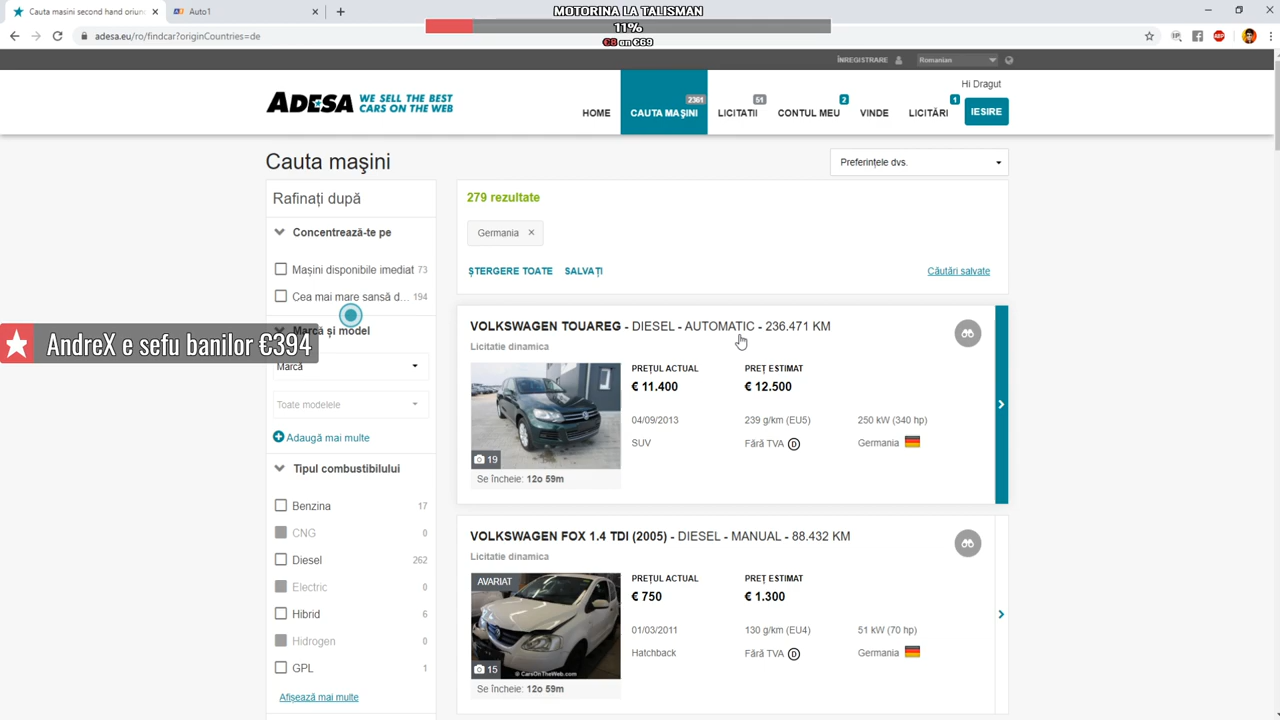 Cauta masini second hand oriunc
Auto1
MOTORINA LA TALISMAN
11%
€8 an €69
adesa.eu/ro/findcar?originCountries=de
ÎNREGISTRARE
Romanian
ADESA WE SELL THE BEST CARS ON THE WEB
Hi Dragut
HOME
CAUTA MAŞINI 2361
LICITATII 51
CONTUL MEU 2
VINDE
LICITĂRI 1
IESIRE
Cauta maşini
Preferințele dvs.
Rafinați după
279 rezultate
Concentrează-te pe
Germania ×
Mașini disponibile imediat 73
ȘTERGERE TOATE SALVAȚI
Căutări salvate
Cea mai mare sansă d... 194
Marcă și model
AndreX e sefu banilor €394
Marcă
Toate modelele
Adaugă mai multe
Tipul combustibilului
Benzina 17
CNG 0
Diesel 262
Electric 0
Hibrid 6
Hidrogen 0
GPL 1
Afișează mai multe
VOLKSWAGEN TOUAREG - DIESEL - AUTOMATIC - 236.471 KM
Licitatie dinamica
PREȚUL ACTUAL PREȚ ESTIMAT
€ 11.400 € 12.500
04/09/2013 239 g/km (EU5) 250 kW (340 hp)
SUV Fără TVA D Germania
19
Se încheie: 12o 59m
VOLKSWAGEN FOX 1.4 TDI (2005) - DIESEL - MANUAL - 88.432 KM
Licitatie dinamica
AVARIAT
PREȚUL ACTUAL PREȚ ESTIMAT
€ 750 € 1.300
01/03/2011 130 g/km (EU4) 51 kW (70 hp)
Hatchback Fără TVA D Germania
15
© CarsOnTheWeb.com
Se încheie: 12o 59m